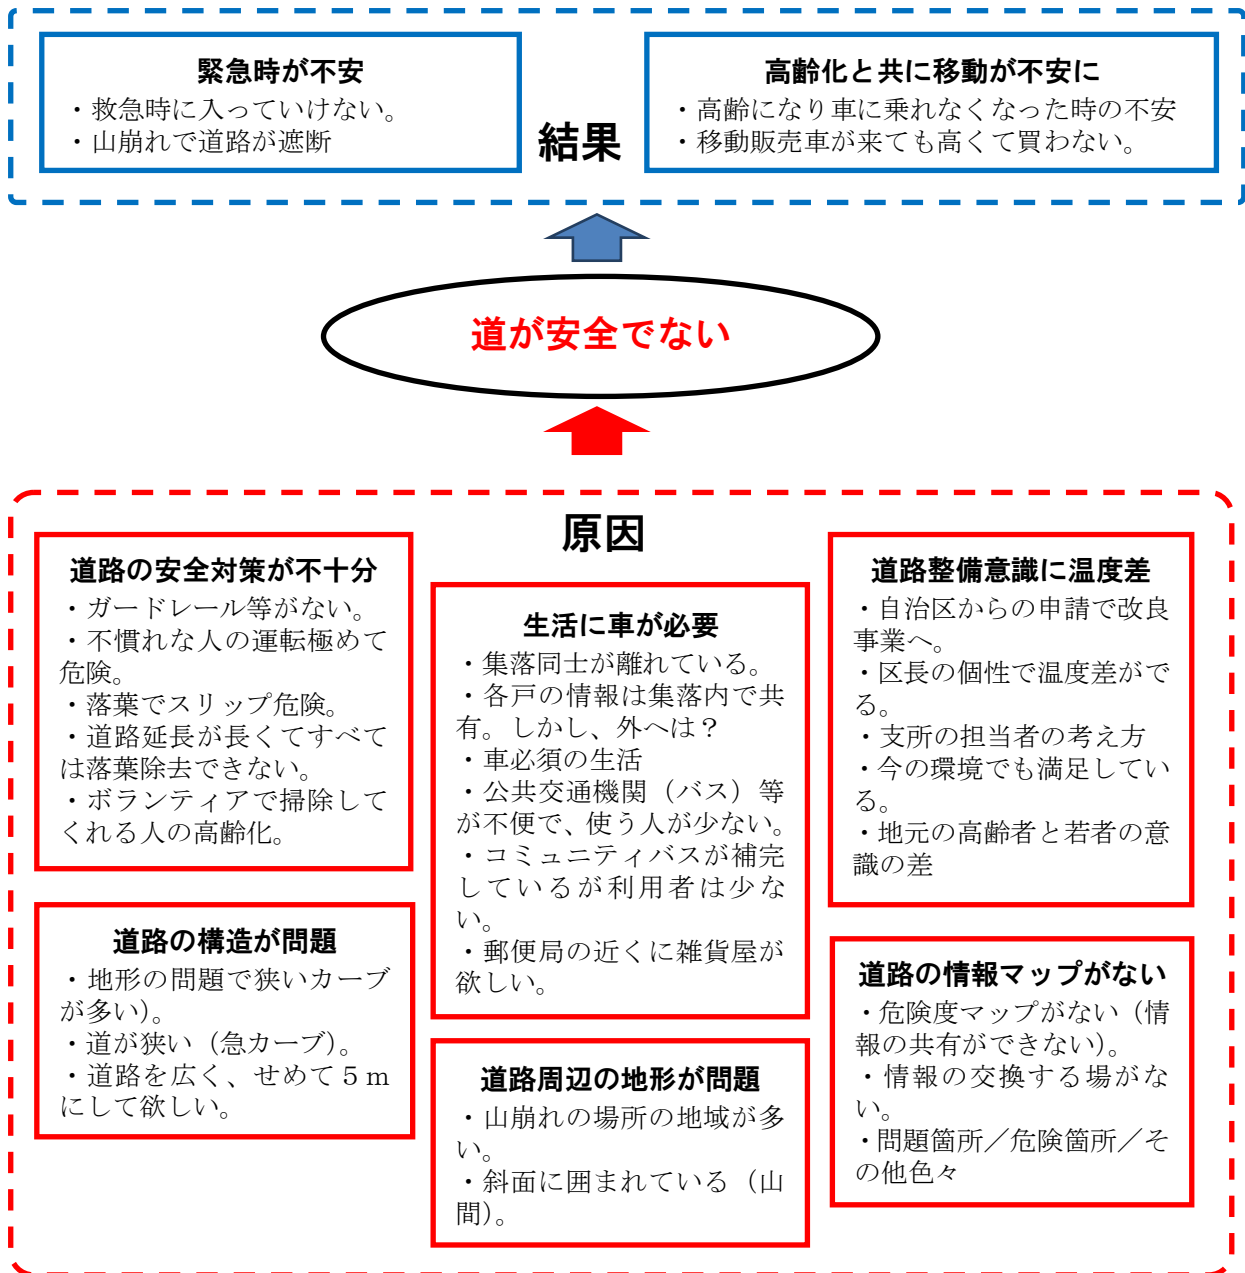 緊急時が不安
・救急時に入っていけない。
・山崩れで道路が遮断
結果
高齢化と共に移動が不安に
・高齢になり車に乗れなくなった時の不安
・移動販売車が来ても高くて買わない。
道が安全でない
原因
道路の安全対策が不十分
・ガードレール等がない。
・不慣れな人の運転極めて
危険。
・落葉でスリップ危険。
・道路延長が長くてすべて
は落葉除去できない。
・ボランティアで掃除して
くれる人の高齢化。
道路の構造が問題
・地形の問題で狭いカーブ
が多い)。
・道が狭い（急カーブ）。
・道路を広く、せめて５ｍ
にして欲しい。
生活に車が必要
・集落同士が離れている。
・各戸の情報は集落内で共
有。しかし、外へは？
・車必須の生活
・公共交通機関（バス）等
が不便で、使う人が少ない。
・コミュニティバスが補完
しているが利用者は少な
い。
・郵便局の近くに雑貨屋が
欲しい。
道路周辺の地形が問題
・山崩れの場所の地域が多
い。
・斜面に囲まれている（山
間）。
道路整備意識に温度差
・自治区からの申請で改良
事業へ。
・区長の個性で温度差がで
る。
・支所の担当者の考え方
・今の環境でも満足してい
る。
・地元の高齢者と若者の意
識の差
道路の情報マップがない
・危険度マップがない（情
報の共有ができない）。
・情報の交換する場がな
い。
・問題箇所／危険箇所／そ
の他色々